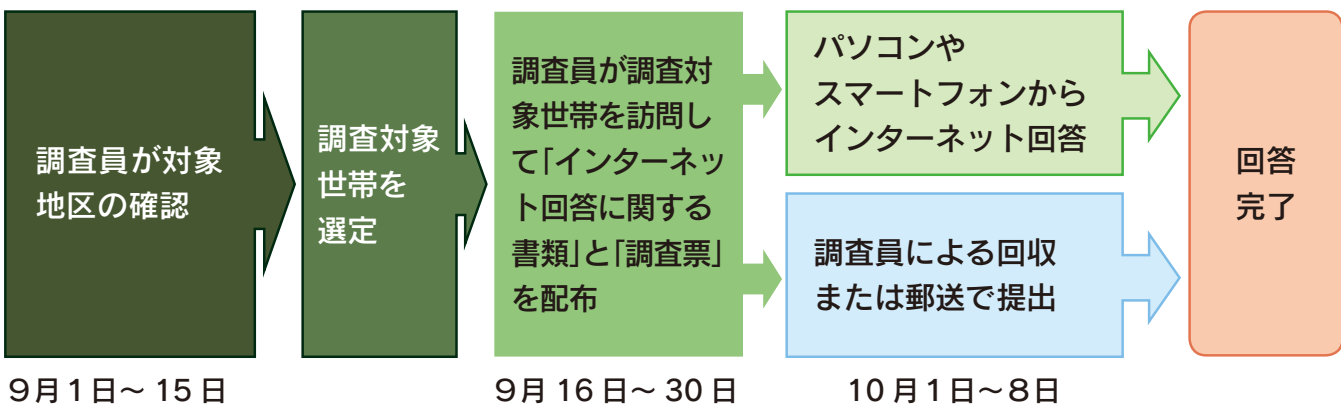 調査員が対象
地区の確認
調査対象
世帯を
選定
調査員が調査対
象世帯を訪問し
て「インターネッ
ト回答に関する
書類」と「調査票」
を配布
パソコンや
スマートフォンから
インターネット回答
調査員による回収
または郵送で提出
回答
完了
9月1日～15日
9月16日～30日
10月1日～8日